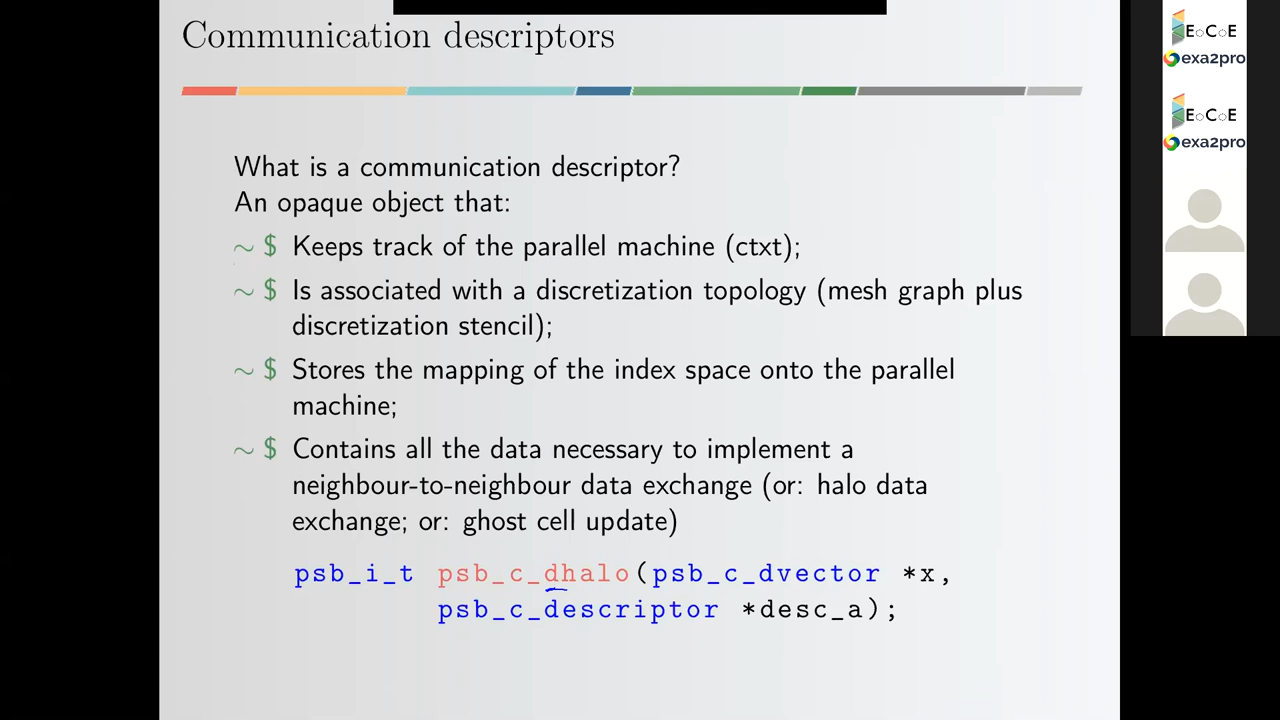 Communication descriptors
What is a communication descriptor?
An opaque object that:
~ $ Keeps track of the parallel machine (ctxt);
~ $ Is associated with a discretization topology (mesh graph plus
discretization stencil);
~ $ Stores the mapping of the index space onto the parallel
machine;
~ $ Contains all the data necessary to implement a
neighbour-to-neighbour data exchange (or: halo data
exchange; or: ghost cell update)
psb_i_t psb_c_dhalo(psb_c_dvector *x,
psb_c_descriptor *desc_a);
EoCoE
exa2pro
EoCoE
exa2pro